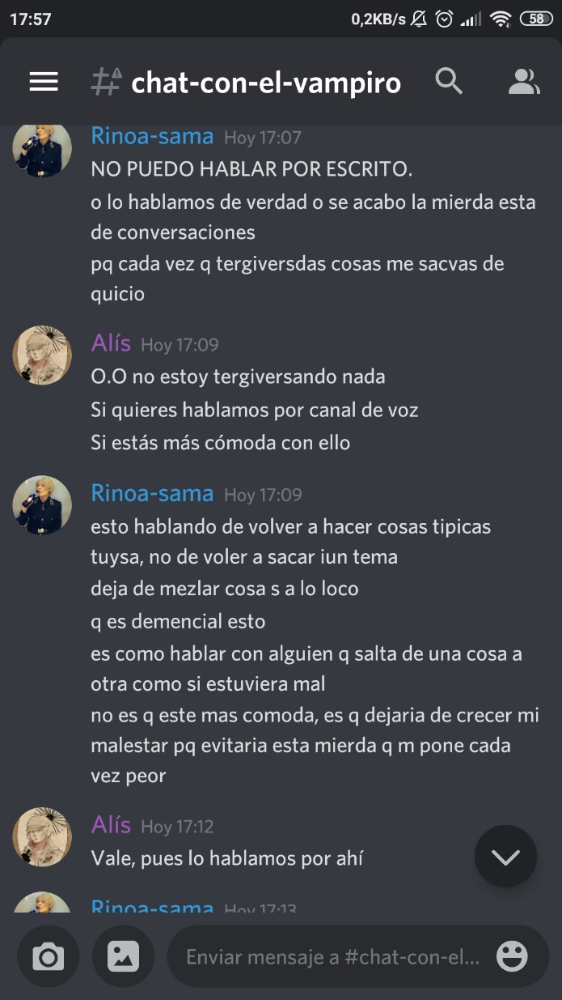 17:57
0,2KB/s
58
chat-con-el-vampiro
Rinoa-sama Hoy 17:07
NO PUEDO HABLAR POR ESCRITO.
o lo hablamos de verdad o se acabo la mierda esta
de conversaciones
pq cada vez q tergiversdas cosas me sacvas de
quicio
Alís Hoy 17:09
O.O no estoy tergiversando nada
Si quieres hablamos por canal de voz
Si estás más cómoda con ello
Rinoa-sama Hoy 17:09
esto hablando de volver a hacer cosas tipicas
tuysa, no de voler a sacar iun tema
deja de mezlar cosa s a lo loco
q es demencial esto
es como hablar con alguien q salta de una cosa a
otra como si estuviera mal
no es q este mas comoda, es q dejaria de crecer mi
malestar pq evitaria esta mierda q m pone cada
vez peor
Alís Hoy 17:12
Vale, pues lo hablamos por ahí
Rinoa-sama Hoy 17:13
Enviar mensaje a #chat-con-el...